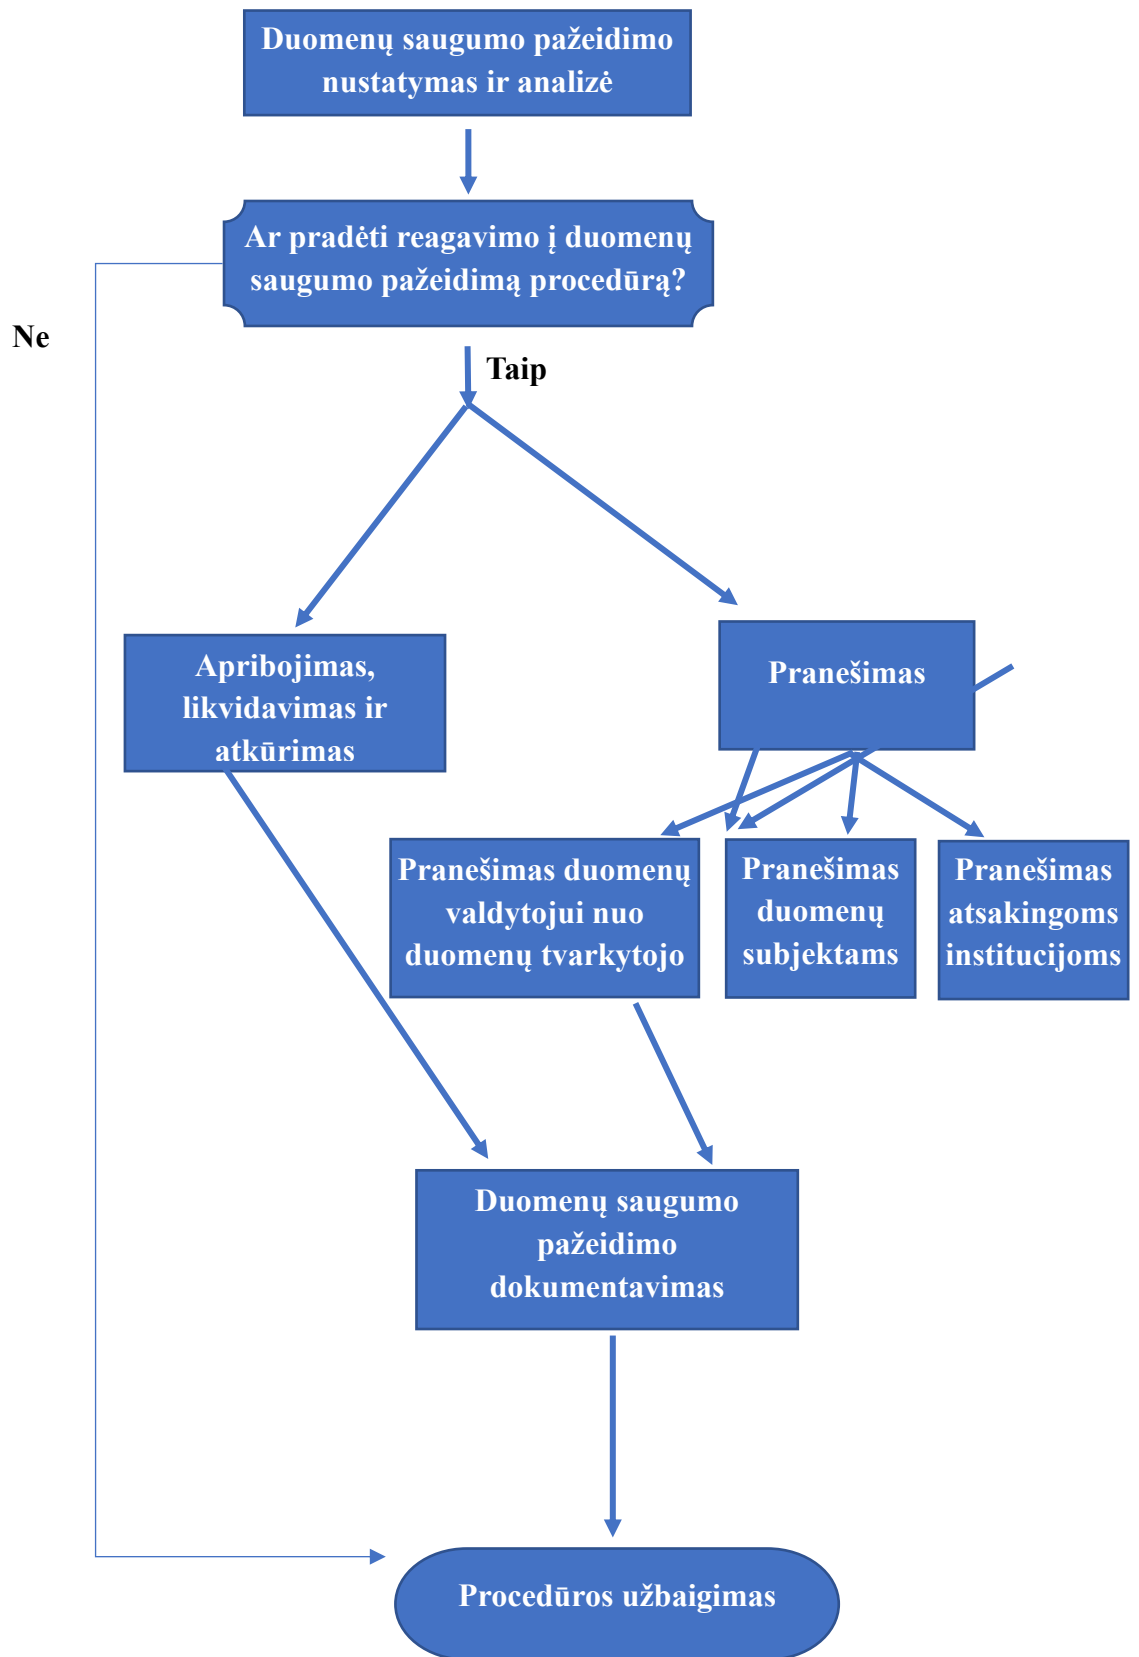 Duomenų saugumo pažeidimo
nustatymas ir analizė
Ar pradėti reagavimo į duomenų
saugumo pažeidimą procedūrą?
Ne
Taip
Apribojimas,
likvidavimas ir
atkūrimas
Pranešimas
Pranešimas duomenų
valdytojui nuo
duomenų tvarkytojo
Pranešimas
duomenų
subjektams
Pranešimas
atsakingoms
institucijoms
Duomenų saugumo
pažeidimo
dokumentavimas
Procedūros užbaigimas